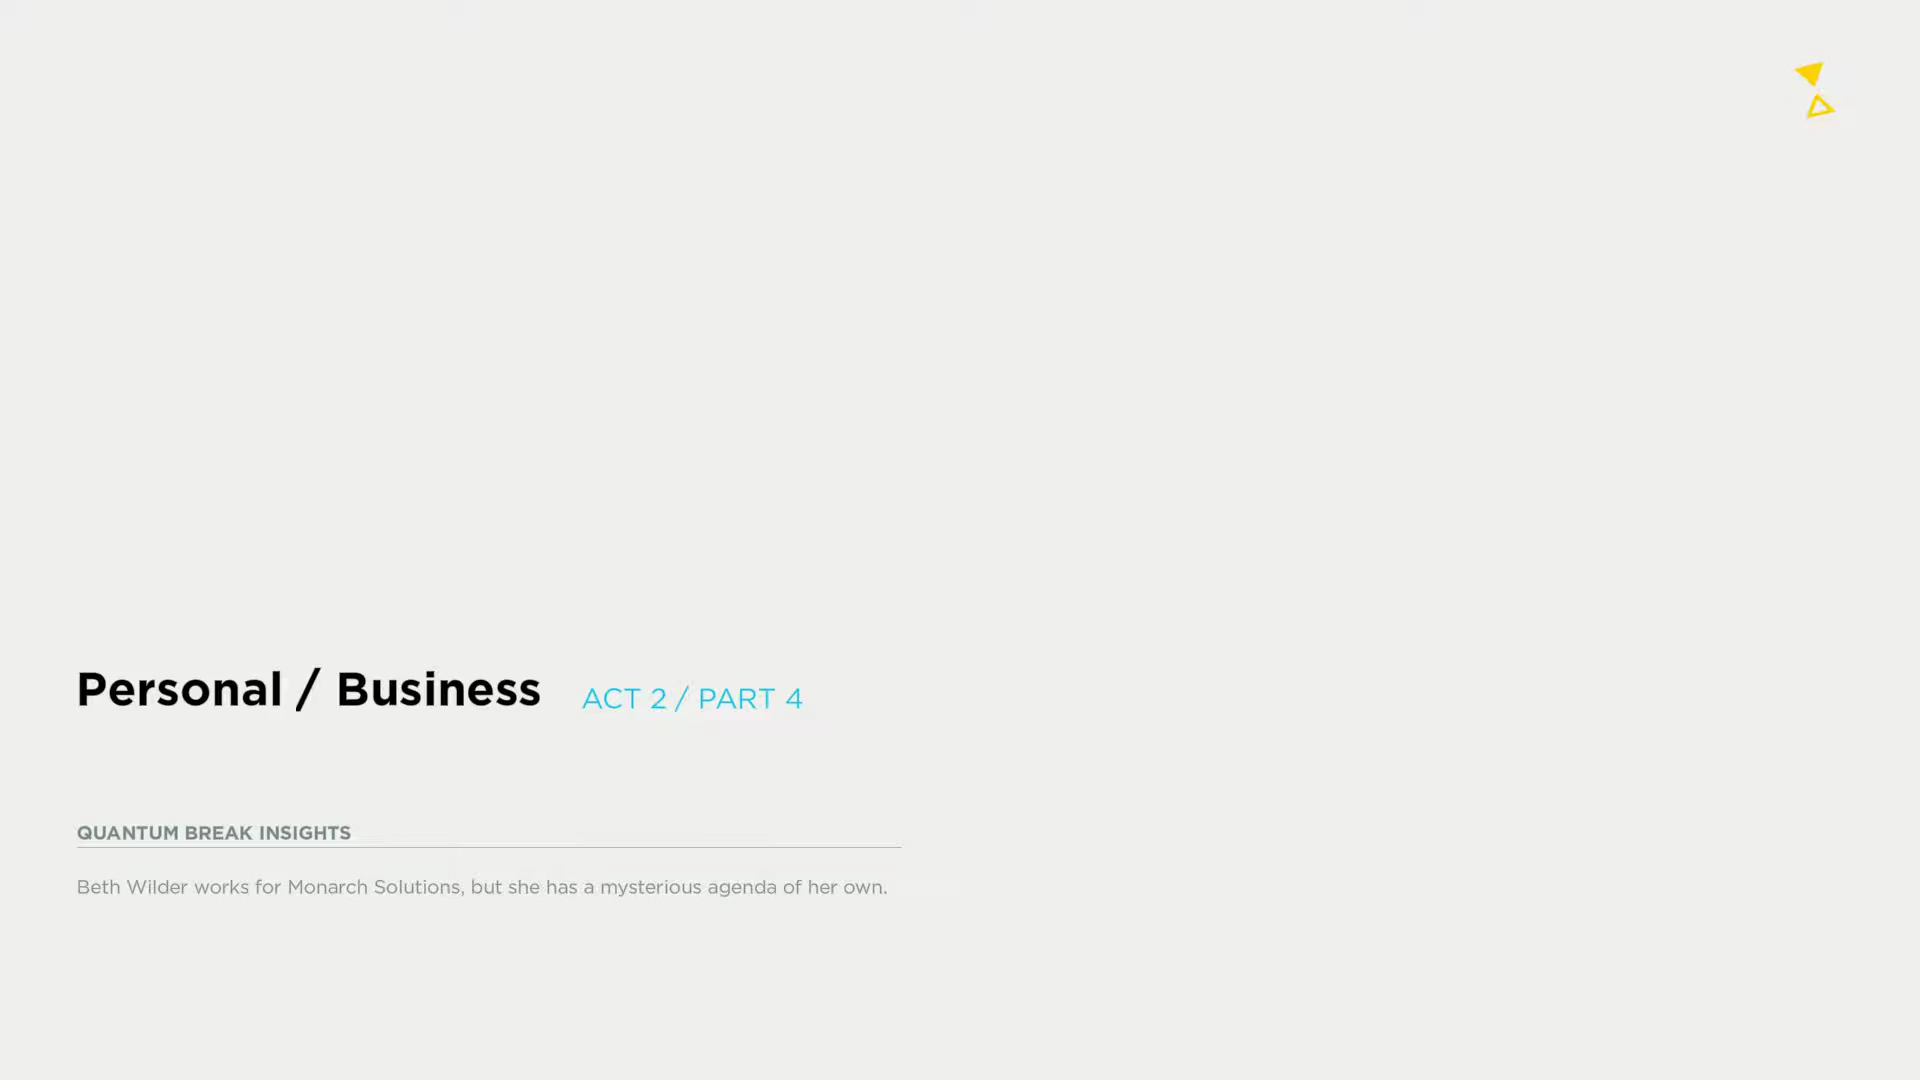 Personal / Business ACT 2 / PART 4
QUANTUM BREAK INSIGHTS
Beth Wilder works for Monarch Solutions, but she has a mysterious agenda of her own.